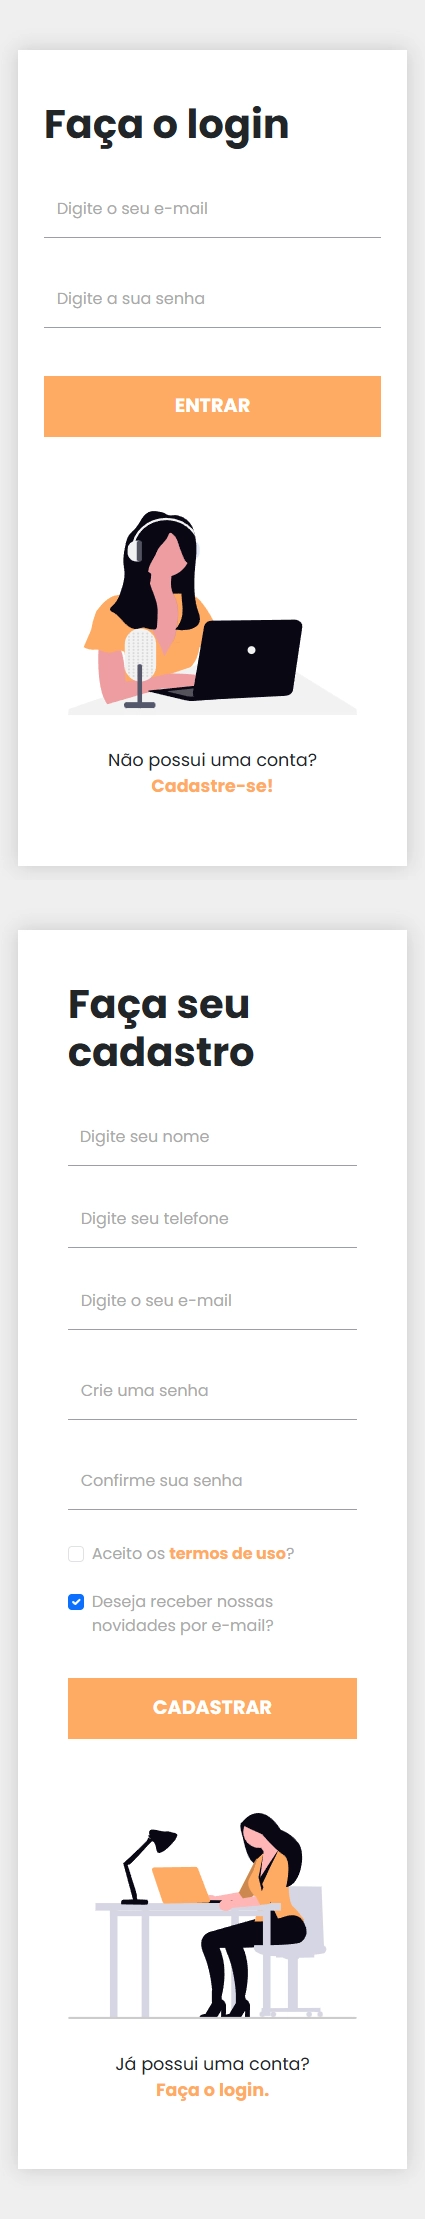 Faça o login
Digite o seu e-mail
Digite a sua senha
ENTRAR
Não possui uma conta?
Cadastre-se!
Faça seu
cadastro
Digite seu nome
Digite seu telefone
Digite o seu e-mail
Crie uma senha
Confirme sua senha
Aceito os termos de uso?
Deseja receber nossas
novidades por e-mail?
CADASTRAR
Já possui uma conta?
Faça o login.